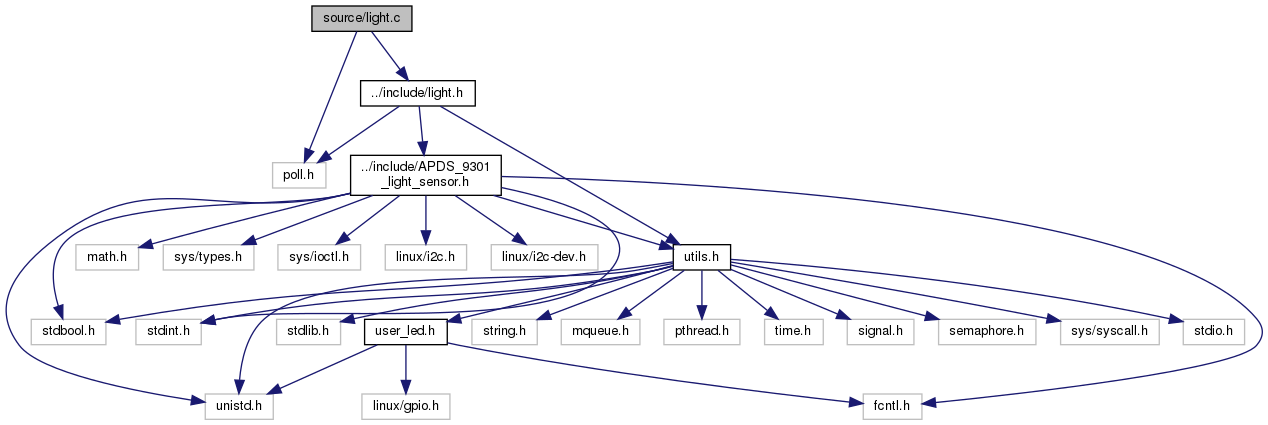 source/light.c
../include/light.h
poll.h
../include/APDS_9301
_light_sensor.h
math.h
sys/types.h
sys/ioctl.h
linux/i2c.h
linux/i2c-dev.h
utils.h
stdbool.h
stdint.h
stdlib.h
user_led.h
string.h
mqueue.h
pthread.h
time.h
signal.h
semaphore.h
sys/syscall.h
stdio.h
unistd.h
linux/gpio.h
fcntl.h